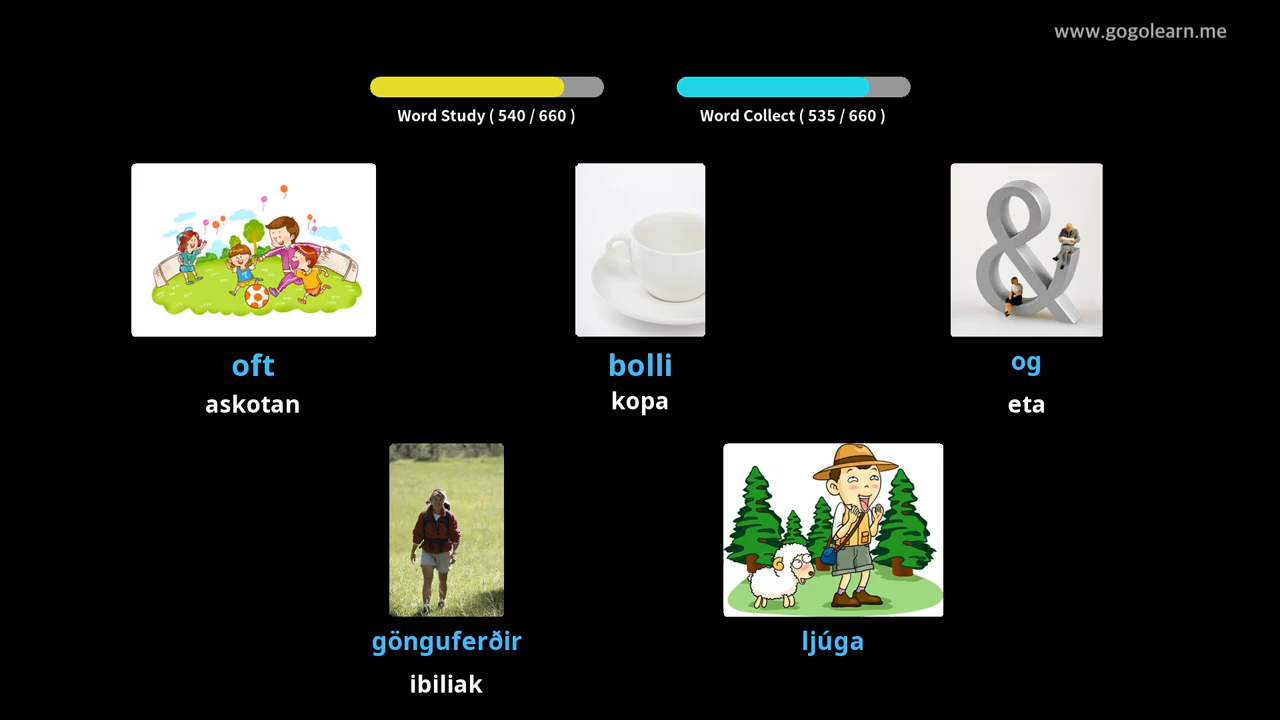 www.gogolearn.me
Word Study ( 540 / 660 )
Word Collect ( 535 / 660 )
oft
askotan
bolli
kopa
og
eta
gönguferðir
ibiliak
ljúga